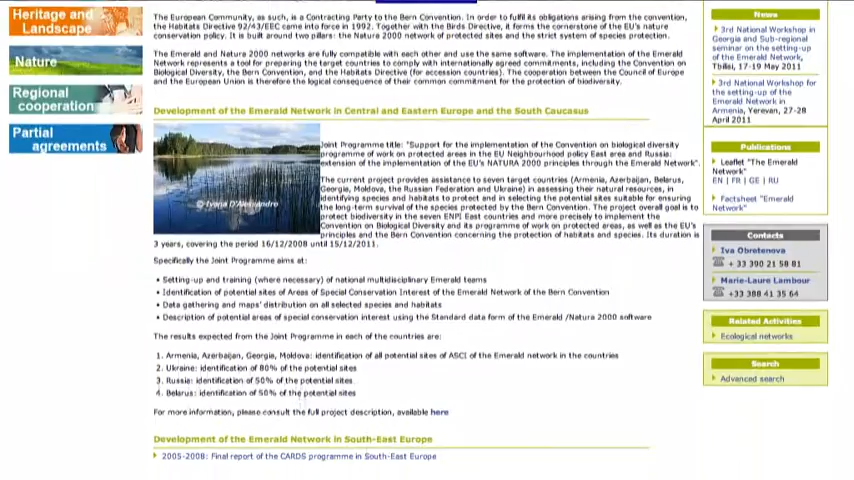 Heritage and
Landscape
Nature
Regional
cooperation
Partial
agreements
The European Community, as such, is a Contracting Party to the Bern Convention. In order to fulfil its obligations arising from the convention,
the Habitats Directive 92/43/EEC came into force in 1992. Together with the Birds Directive, it forms the cornerstone of the EU's nature
conservation policy. It is built around two pillars: the Natura 2000 network of protected sites and the strict system of species protection.
The Emerald and Natura 2000 networks are fully compatible with each other and use the same software. The implementation of the Emerald
Network represents a tool for preparing the target countries to comply with internationally agreed commitments, including the Convention on
Biological Diversity, the Bern Convention, and the Habitats Directive (for accession countries). The cooperation between the Council of Europe
and the European Union is therefore the logical consequence of their common commitment for the protection of biodiversity.
Development of the Emerald Network in Central and Eastern Europe and the South Caucasus
© Ivana D'Alessandro
Joint Programme title: "Support for the implementation of the Convention on biological diversity
programme of work on protected areas in the EU Neighbourhood policy East area and Russia:
extension of the implementation of the EU's NATURA 2000 principles through the Emerald Network".
The current project provides assistance to seven target countries (Armenia, Azerbaijan, Belarus,
Georgia, Moldova, the Russian Federation and Ukraine) in assessing their natural resources, in
identifying species and habitats to protect and in selecting the potential sites suitable for ensuring
the long-term survival of the species protected by the Bern Convention. The project overall goal is to
protect biodiversity in the seven ENPI East countries and more precisely to implement the
Convention on Biological Diversity and its programme of work on protected areas, as well as the EU's
principles and the Bern Convention concerning the protection of habitats and species. Its duration is
3 years, covering the period 16/12/2008 until 15/12/2011.
Specifically the Joint Programme aims at:
• Setting-up and training (where necessary) of national multidisciplinary Emerald teams
• Identification of potential sites of Areas of Special Conservation Interest of the Emerald Network of the Bern Convention
• Data gathering and maps' distribution on all selected species and habitats
• Description of potential areas of special conservation interest using the Standard data form of the Emerald /Natura 2000 software
The results expected from the Joint Programme in each of the countries are:
1. Armenia, Azerbaijan, Georgia, Moldova: identification of all potential sites of ASCI of the Emerald network in the countries
2. Ukraine: identification of 80% of the potential sites
3. Russia: identification of 50% of the potential sites
4. Belarus: identification of 50% of the potential sites
For more information, please consult the full project description, available here
Development of the Emerald Network in South-East Europe
2005-2008: Final report of the CARDS programme in South-East Europe
News
3rd National Workshop in
Georgia and Sub-regional
seminar on the setting-up
of the Emerald Network,
Tbilisi, 17-19 May 2011
3rd National Workshop for
the setting-up of the
Emerald Network in
Armenia, Yerevan, 27-28
April 2011
Publications
Leaflet "The Emerald
Network"
EN | FR | GE | RU
Factsheet "Emerald
Network"
Contacts
Iva Obretenova
+ 33 390 21 58 81
Marie-Laure Lambour
+33 388 41 35 64
Related Activities
Ecological networks
Search
Advanced search